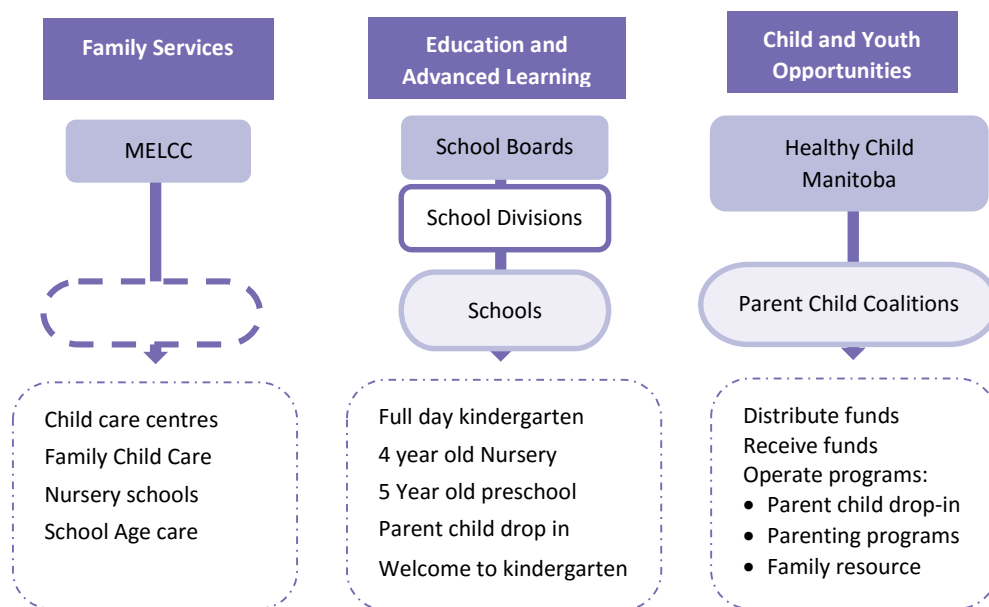 Family Services
MELCC
Child care centres
Family Child Care
Nursery schools
School Age care
Education and
Advanced Learning
School Boards
School Divisions
Schools
Full day kindergarten
4 year old Nursery
5 Year old preschool
Parent child drop in
Welcome to kindergarten
Child and Youth
Opportunities
Healthy Child
Manitoba
Parent Child Coalitions
Distribute funds
Receive funds
Operate programs:
• Parent child drop-in
• Parenting programs
• Family resource